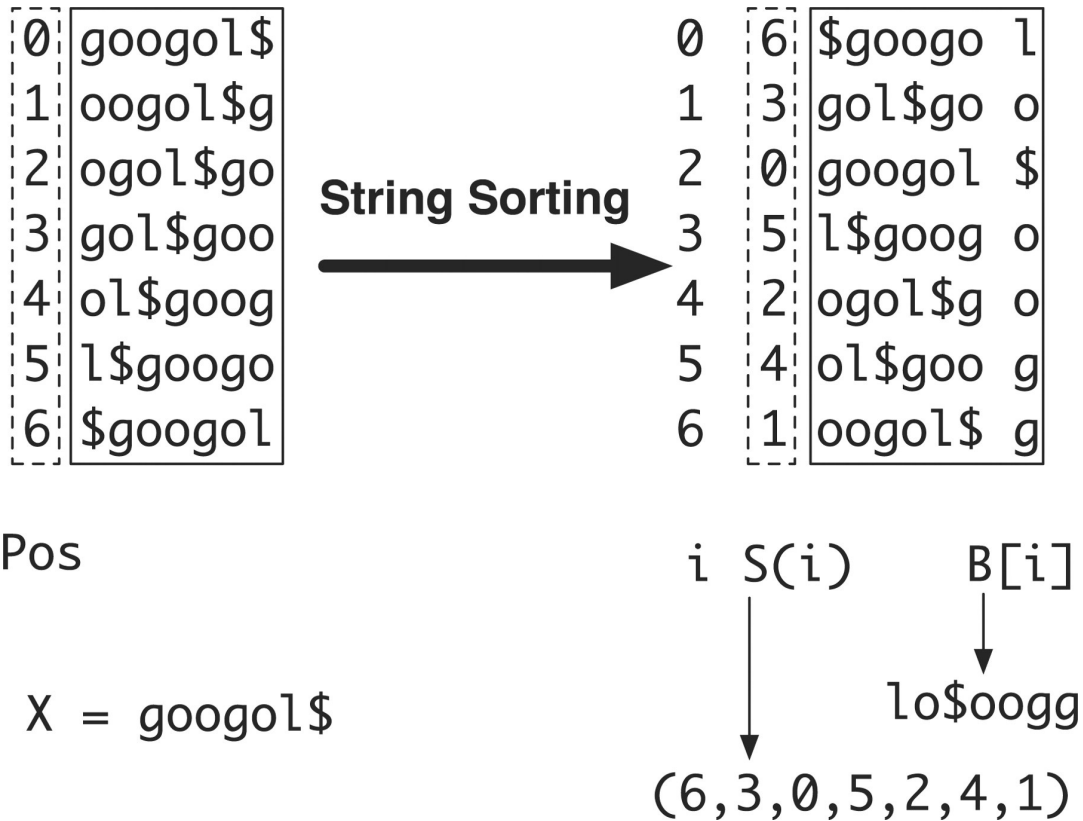 0 googol$
1 oogol$g
2 ogol$go
3 gol$goo
4 ol$goog
5 l$googo
6 $googol
String Sorting
0 6 $googo l
1 3 gol$go o
2 0 googol $
3 5 l$goog o
4 2 ogol$g o
5 4 ol$goo g
6 1 oogol$ g
Pos
i S(i) B[i]
X = googol$
lo$oogg
(6,3,0,5,2,4,1)